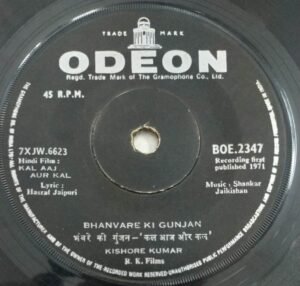 TRADE MARK
ODEON
Regd. Trade Mark of the Gramophone Co., Ltd.
45 R.P.M.
7XJW.6623
Hindi Film :
KAL AAJ
AUR KAL
Lyric :
Hasrat Jaipuri
BOE.2347
Recording first
published 1971
Music : Shankar
Jaikishan
BHANVARE KI GUNJAN
भंवरे की गुंजन-'कल आज और कल'
KISHORE KUMAR
R. K. Films